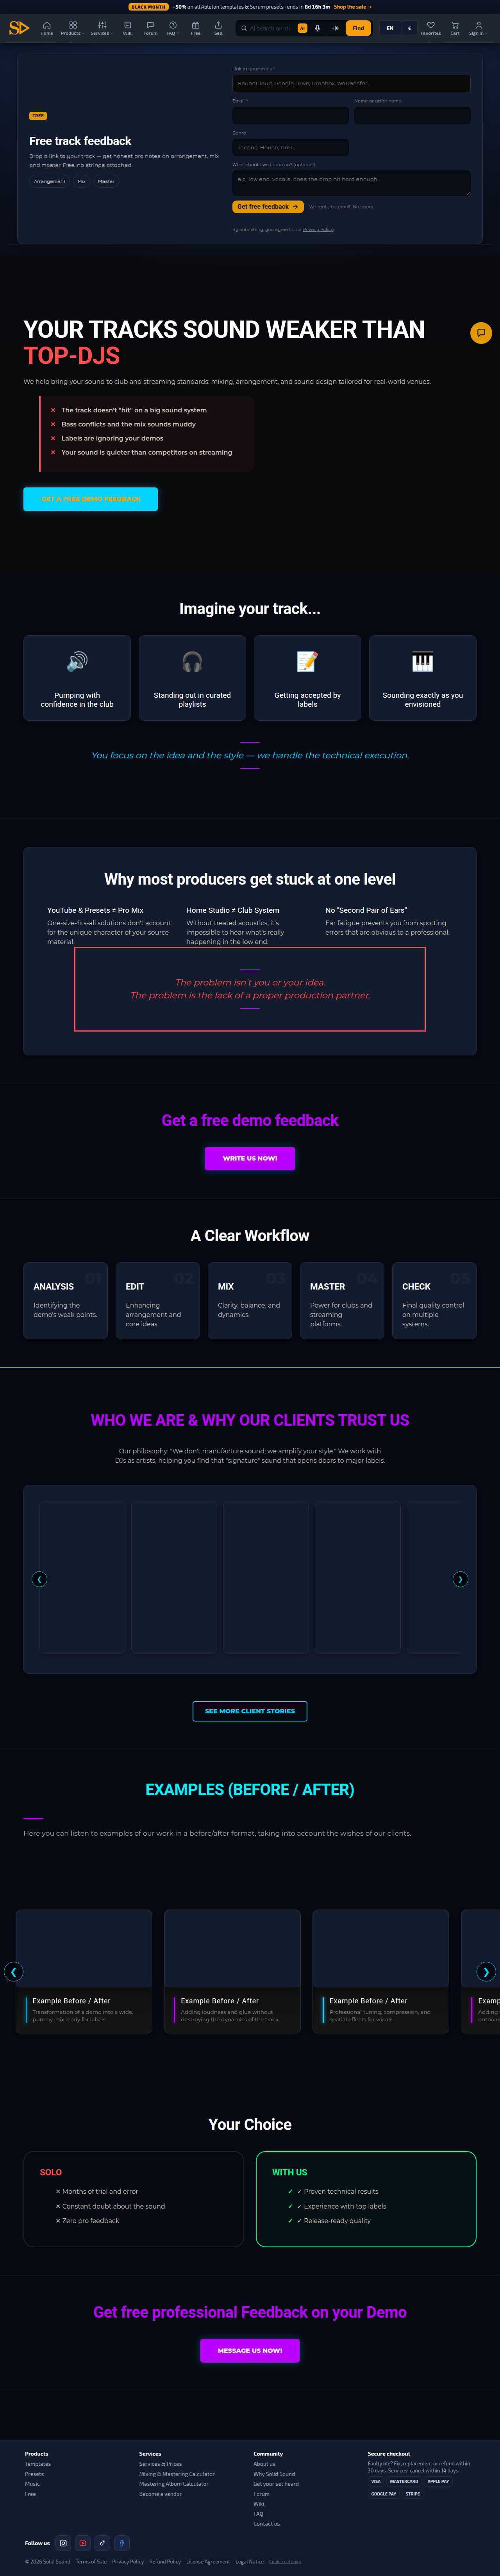 BLACK MONTH −50% on all Ableton templates & Serum presets · ends in 8d 16h 3m · Shop the sale →
Home Products Services Wiki Forum FAQ Free Sell AI Find EN € Favorites Cart Sign in
FREE
Free track feedback
Drop a link to your track — get honest pro notes on arrangement, mix
and master. Free, no strings attached.
Arrangement Mix Master
Link to your track *
SoundCloud, Google Drive, Dropbox, WeTransfer...
Email * Name or artist name
Genre
Techno, House, DnB...
What should we focus on? (optional)
e.g. low end, vocals, does the drop hit hard enough...
Get free feedback → We reply by email. No spam.
By submitting, you agree to our Privacy Policy.
YOUR TRACKS SOUND WEAKER THAN
TOP-DJS
We help bring your sound to club and streaming standards: mixing, arrangement, and sound design tailored for real-world venues.
✕ The track doesn't "hit" on a big sound system
✕ Bass conflicts and the mix sounds muddy
✕ Labels are ignoring your demos
✕ Your sound is quieter than competitors on streaming
GET A FREE DEMO FEEDBACK
Imagine your track...
Pumping with
confidence in the club
Standing out in curated
playlists
Getting accepted by
labels
Sounding exactly as you
envisioned
You focus on the idea and the style — we handle the technical execution.
Why most producers get stuck at one level
YouTube & Presets ≠ Pro Mix
One-size-fits-all solutions don't account
for the unique character of your source
material.
Home Studio ≠ Club System
Without treated acoustics, it's
impossible to hear what's really
happening in the low end.
No "Second Pair of Ears"
Ear fatigue prevents you from spotting
errors that are obvious to a professional.
The problem isn't you or your idea.
The problem is the lack of a proper production partner.
Get a free demo feedback
WRITE US NOW!
A Clear Workflow
01
ANALYSIS
Identifying the
demo's weak points.
02
EDIT
Enhancing
arrangement and
core ideas.
03
MIX
Clarity, balance, and
dynamics.
04
MASTER
Power for clubs and
streaming
platforms.
05
CHECK
Final quality control
on multiple
systems.
WHO WE ARE & WHY OUR CLIENTS TRUST US
Our philosophy: "We don't manufacture sound; we amplify your style." We work with
DJs as artists, helping you find that "signature" sound that opens doors to major labels.
❮ ❯
SEE MORE CLIENT STORIES
EXAMPLES (BEFORE / AFTER)
Here you can listen to examples of our work in a before/after format, taking into account the wishes of our clients.
❮ ❯
Example Before / After
Transformation of a demo into a wide,
punchy mix ready for labels.
Example Before / After
Adding loudness and glue without
destroying the dynamics of the track.
Example Before / After
Professional tuning, compression, and
spatial effects for vocals.
Examp
Adding
outboar
Your Choice
SOLO
✕ Months of trial and error
✕ Constant doubt about the sound
✕ Zero pro feedback
WITH US
✓ ✓ Proven technical results
✓ ✓ Experience with top labels
✓ ✓ Release-ready quality
Get free professional Feedback on your Demo
MESSAGE US NOW!
Products
Templates
Presets
Music
Free
Services
Services & Prices
Mixing & Mastering Calculator
Mastering Album Calculator
Become a vendor
Community
About us
Why Solid Sound
Get your set heard
Forum
Wiki
FAQ
Contact us
Secure checkout
Faulty file? Fix, replacement or refund within
30 days. Services: cancel within 14 days.
VISA MASTERCARD APPLE PAY
GOOGLE PAY STRIPE
Follow us
© 2026 Solid Sound Terms of Sale Privacy Policy Refund Policy License Agreement Legal Notice Cookie settings